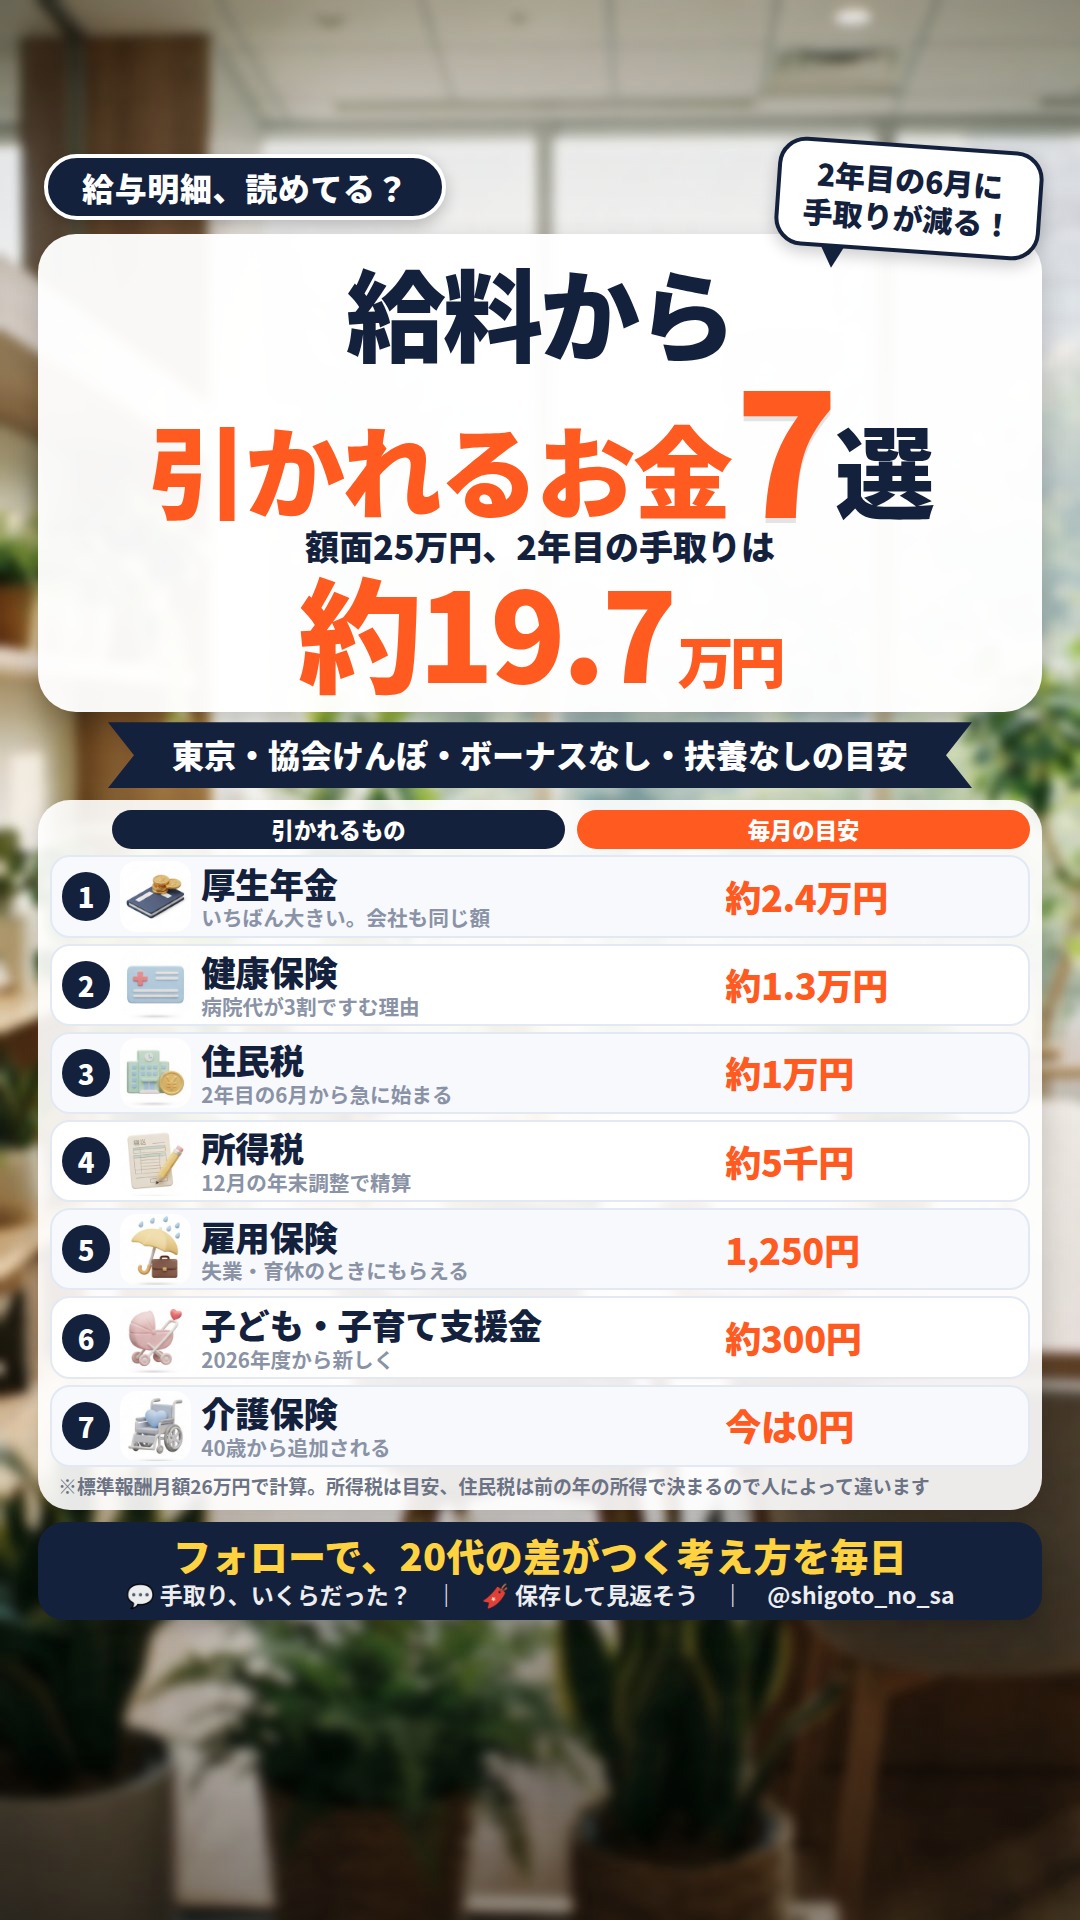 給与明細、読めてる？
2年目の6月に
手取りが減る！
給料から
引かれるお金7選
額面25万円、2年目の手取りは
約19.7万円
東京・協会けんぽ・ボーナスなし・扶養なしの目安
引かれるもの
毎月の目安
1
厚生年金
いちばん大きい。会社も同じ額
約2.4万円
2
健康保険
病院代が3割ですむ理由
約1.3万円
3
住民税
2年目の6月から急に始まる
約1万円
4
所得税
12月の年末調整で精算
約5千円
5
雇用保険
失業・育休のときにもらえる
1,250円
6
子ども・子育て支援金
2026年度から新しく
約300円
7
介護保険
40歳から追加される
今は0円
※標準報酬月額26万円で計算。所得税は目安、住民税は前の年の所得で決まるので人によって違います
フォローで、20代の差がつく考え方を毎日
💬 手取り、いくらだった？ ｜ 🔖 保存して見返そう ｜ @shigoto_no_sa